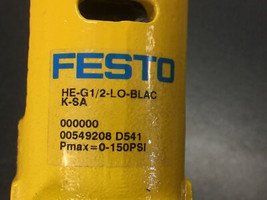 FESTO
HE-G1/2-LO-BLAC
K-SA
000000
00549208 D541
Pmax=0-150PSI